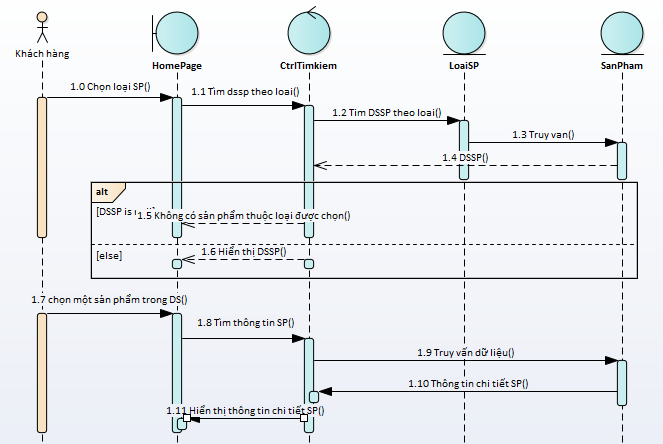 Khách hàng
HomePage
CtrlTimkiem
LoaiSP
SanPham
1.0 Chọn loại SP()
1.1 Tìm dssp theo loai()
1.2 Tim DSSP theo loai()
1.3 Truy van()
1.4 DSSP()
alt
[DSSP is
1.5 Không có sản phẩm thuộc loại được chọn()
[else]
1.6 Hiển thị DSSP()
1.7 chọn một sản phẩm trong DS()
1.8 Tìm thông tin SP()
1.9 Truy vấn dữ liệu()
1.10 Thông tin chi tiết SP()
1.11 Hiển thị thông tin chi tiết SP()